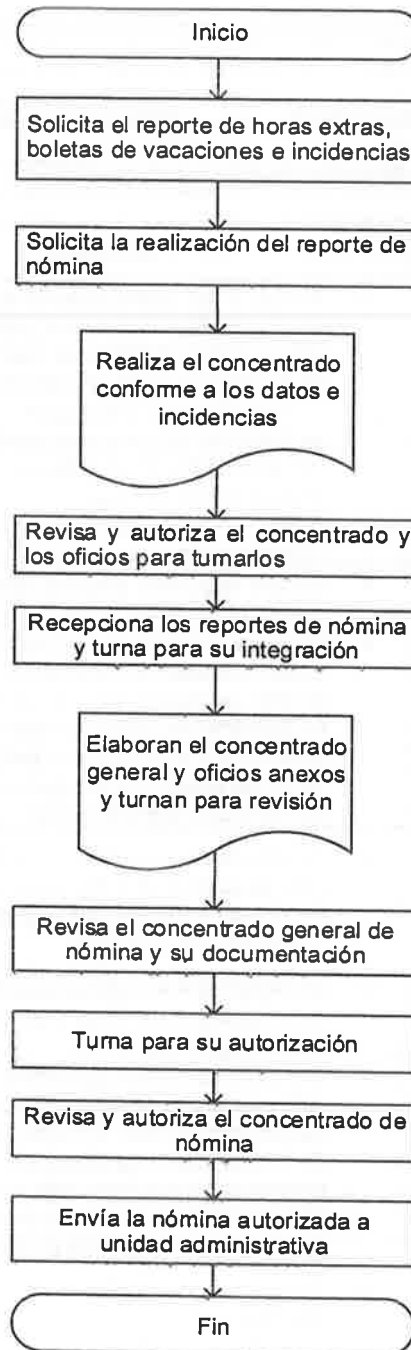 Inicio
Solicita el reporte de horas extras,
boletas de vacaciones e incidencias
Solicita la realización del reporte de
nómina
Realiza el concentrado
conforme a los datos e
incidencias
Revisa y autoriza el concentrado y
los oficios para turnarlos
Recepciona los reportes de nómina
y turna para su integración
Elaboran el concentrado
general y oficios anexos
y turnan para revisión
Revisa el concentrado general de
nómina y su documentación
Turna para su autorización
Revisa y autoriza el concentrado de
nómina
Envía la nómina autorizada a
unidad administrativa
Fin